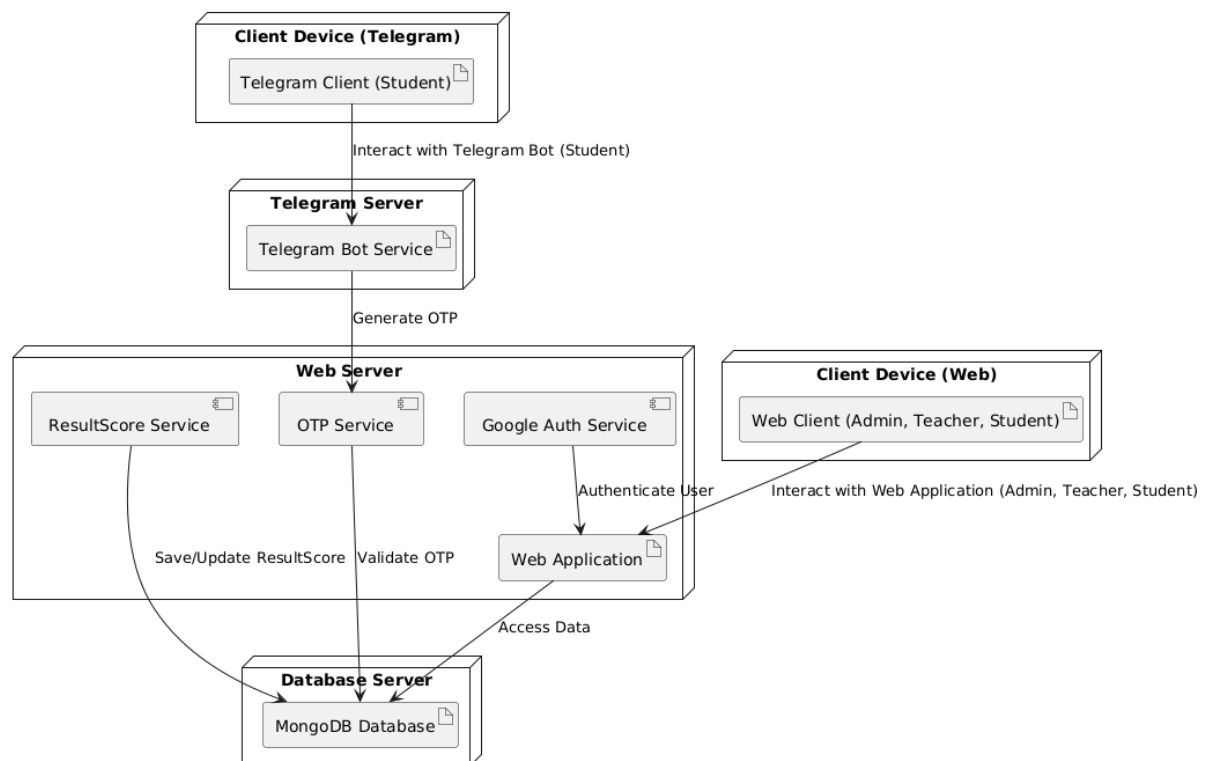 Client Device (Telegram)
Telegram Client (Student)
Interact with Telegram Bot (Student)
Telegram Server
Telegram Bot Service
Generate OTP
Web Server
ResultScore Service
OTP Service
Google Auth Service
Client Device (Web)
Web Client (Admin, Teacher, Student)
Authenticate User
Interact with Web Application (Admin, Teacher, Student)
Save/Update ResultScore
Validate OTP
Web Application
Access Data
Database Server
MongoDB Database